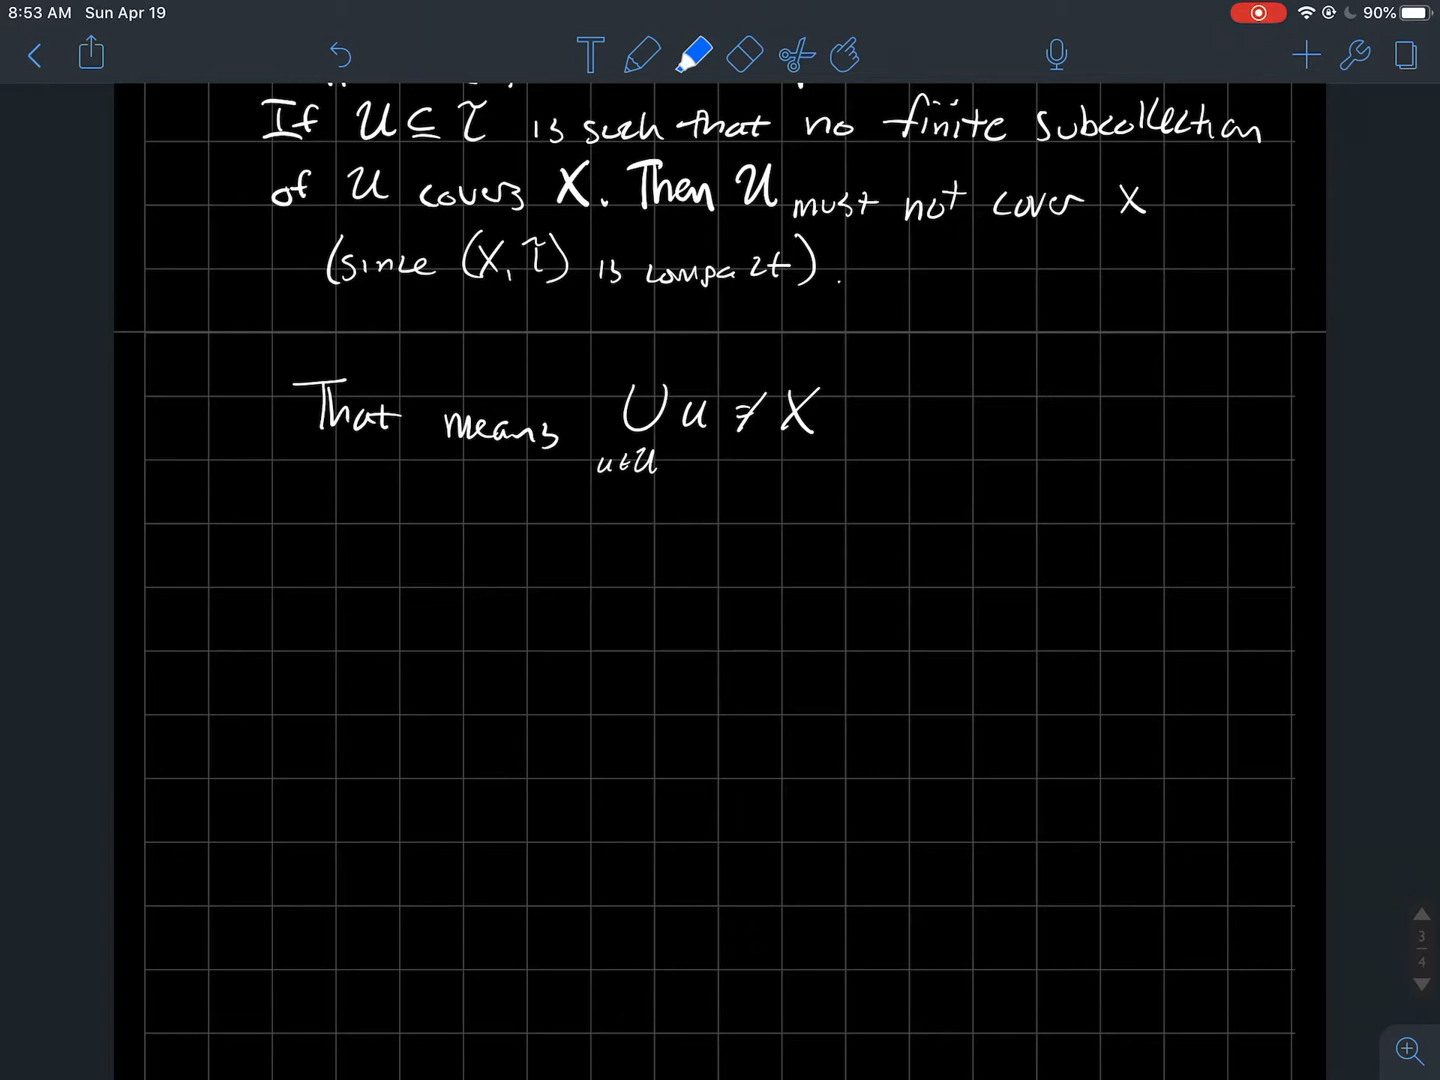 8:53 AM Sun Apr 19
90%
If 𝒰 ⊆ 𝒯 is such that no finite subcollection
of 𝒰 covers X. Then 𝒰 must not cover X
(since (X, 𝒯) is compact).
That means ⋃ u ≠ X
u∈𝒰
3
4